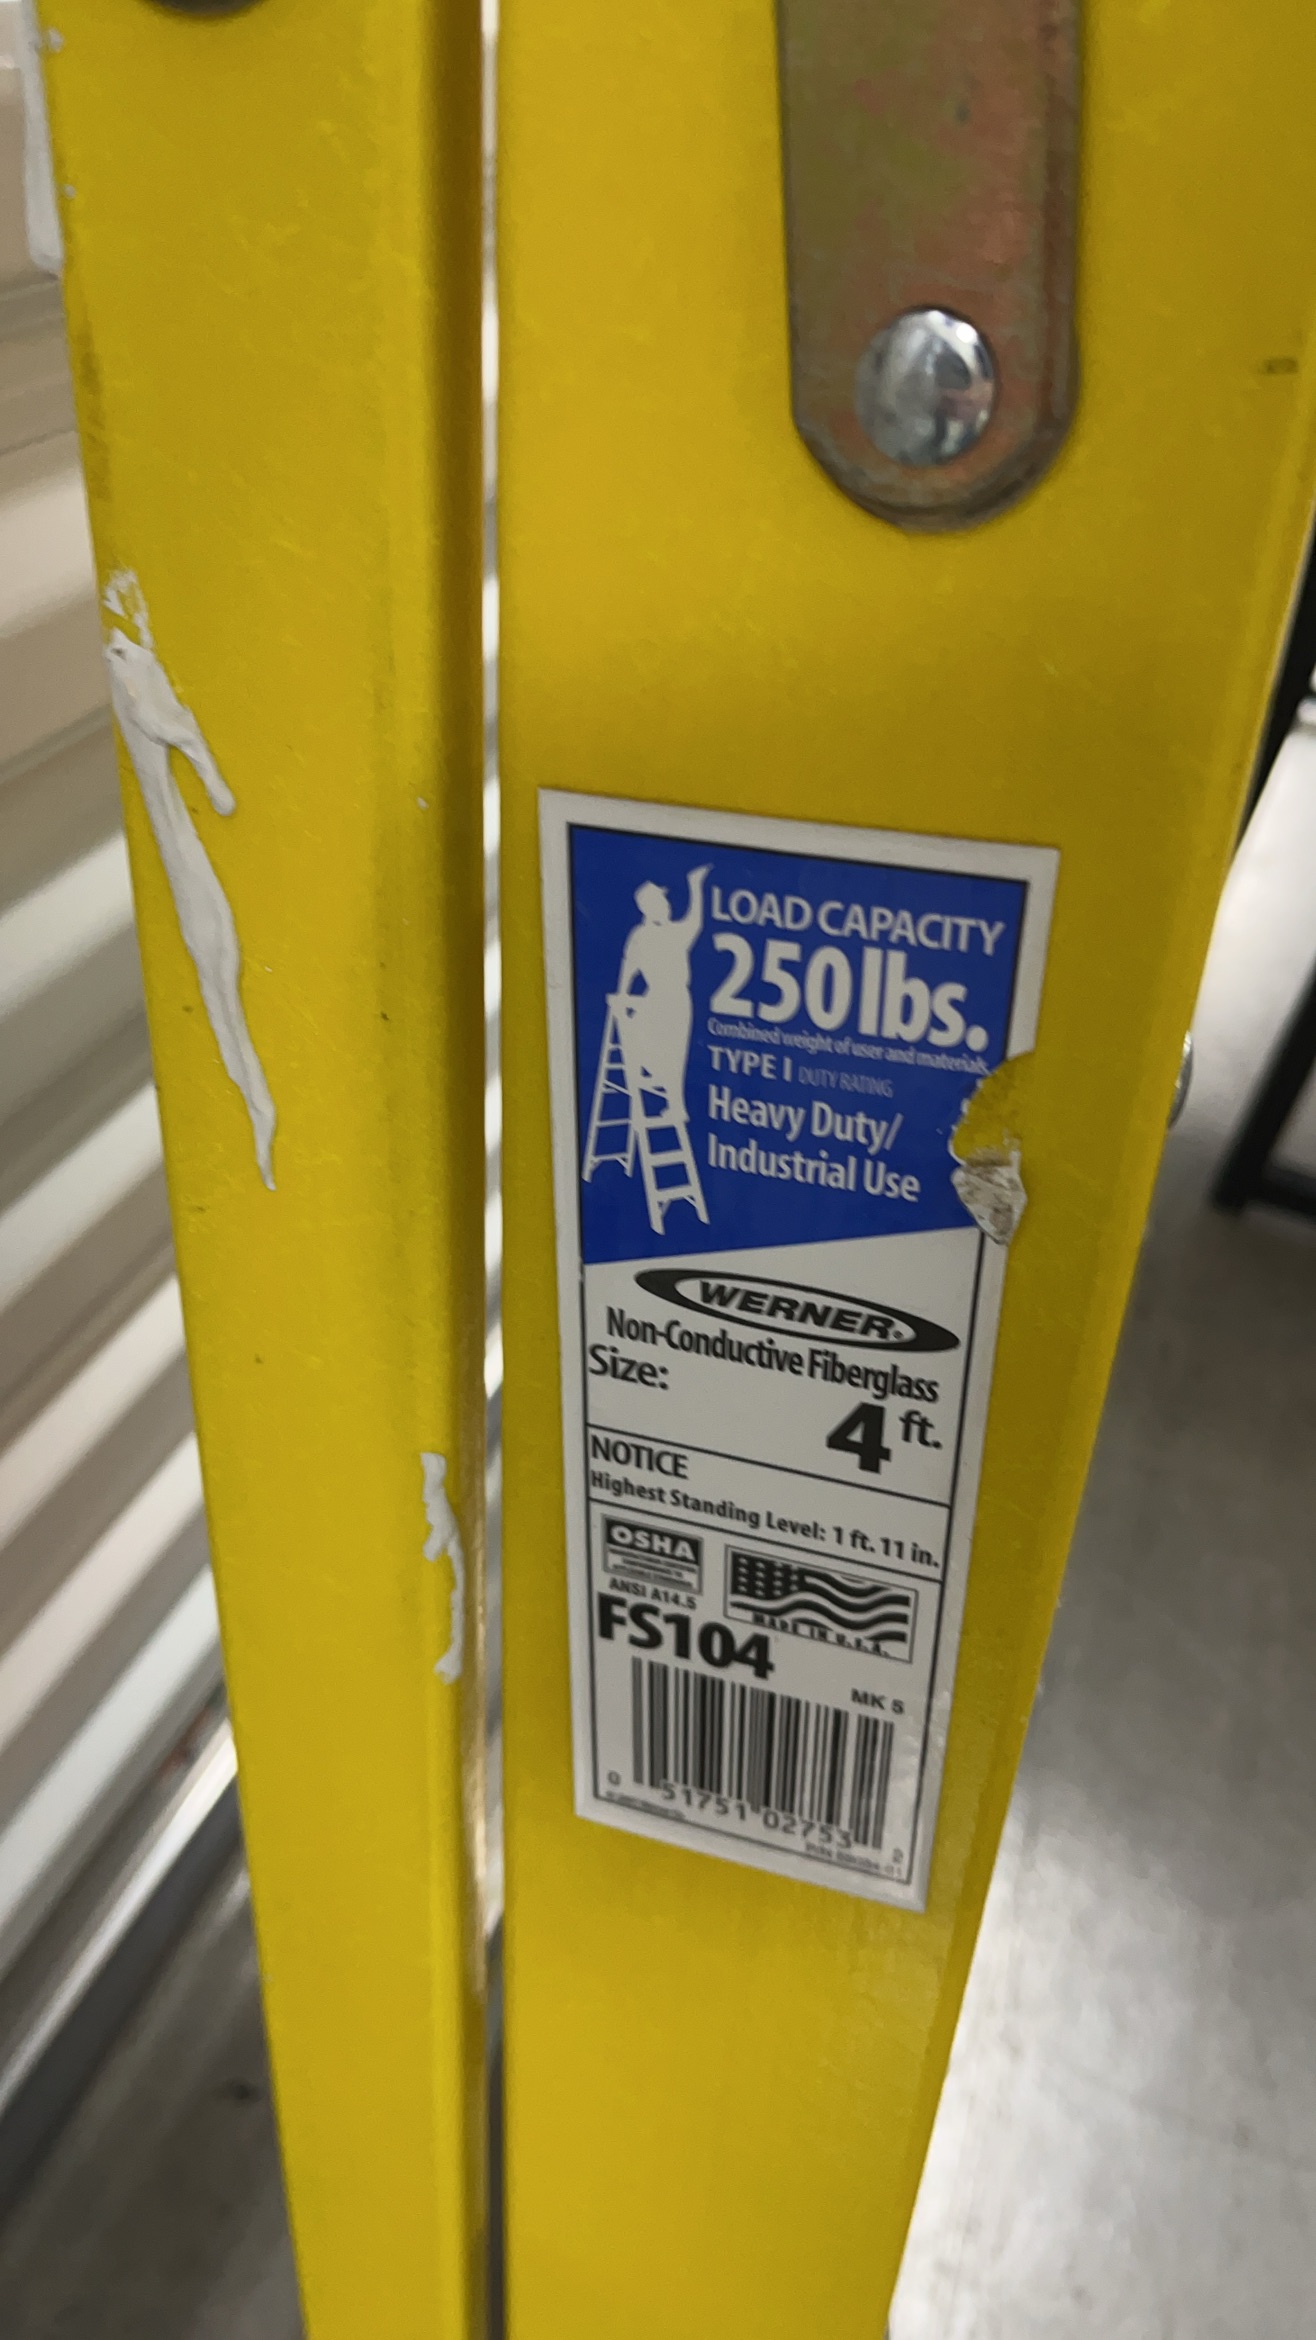 LOAD CAPACITY
250 lbs.
Combined weight of user and materials
TYPE I DUTY RATING
Heavy Duty/
Industrial Use
WERNER®
Non-Conductive Fiberglass
Size:
4 ft.
NOTICE
Highest Standing Level: 1 ft. 11 in.
OSHA
ANSI A14.5
MADE IN U.S.A.
FS104
MK 5
0 51751 02753 2